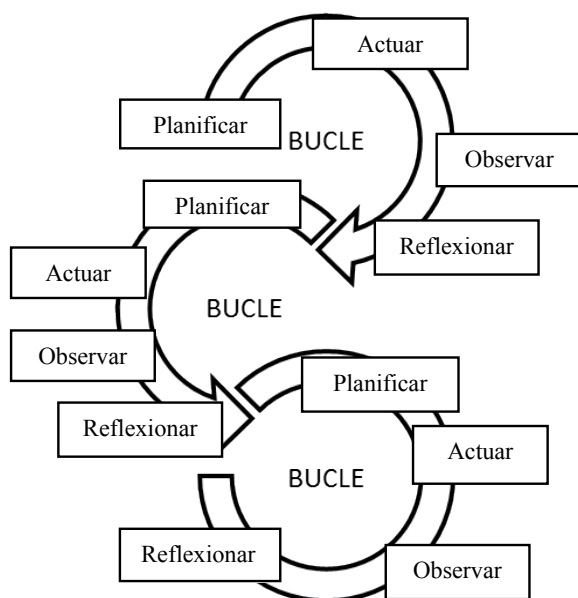 Actuar
Planificar
BUCLE
Observar
Planificar
Reflexionar
Actuar
BUCLE
Observar
Planificar
Reflexionar
Actuar
BUCLE
Reflexionar
Observar